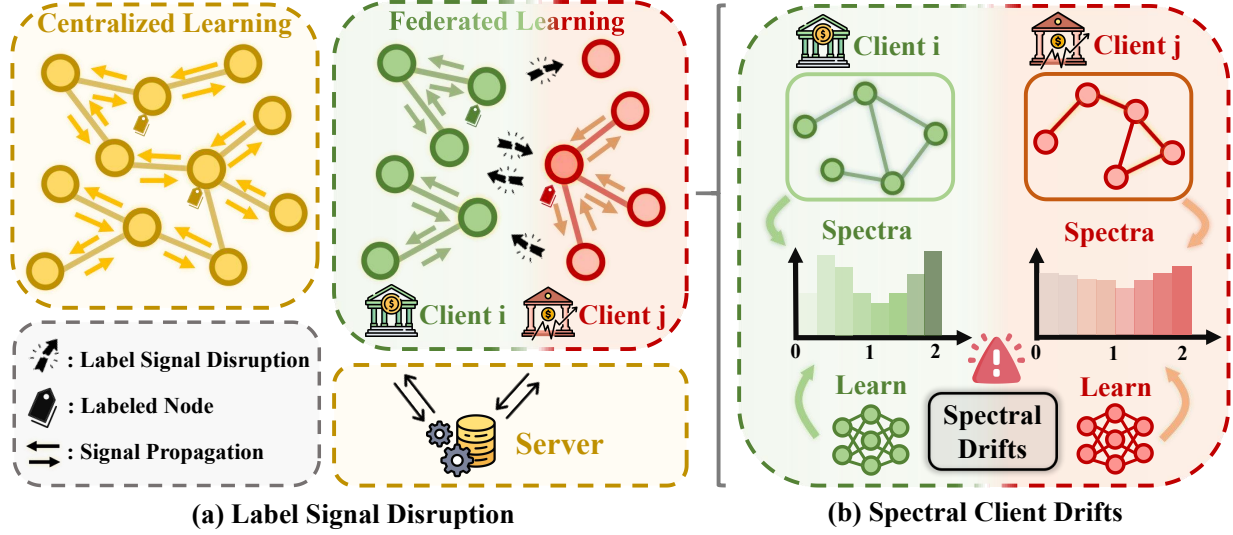 Centralized Learning
Federated Learning
Client i
Client j
Client i
Client j
Spectra
Spectra
0
1
2
0
1
2
: Label Signal Disruption
: Labeled Node
: Signal Propagation
Server
Learn
Learn
Spectral
Drifts
(a) Label Signal Disruption
(b) Spectral Client Drifts